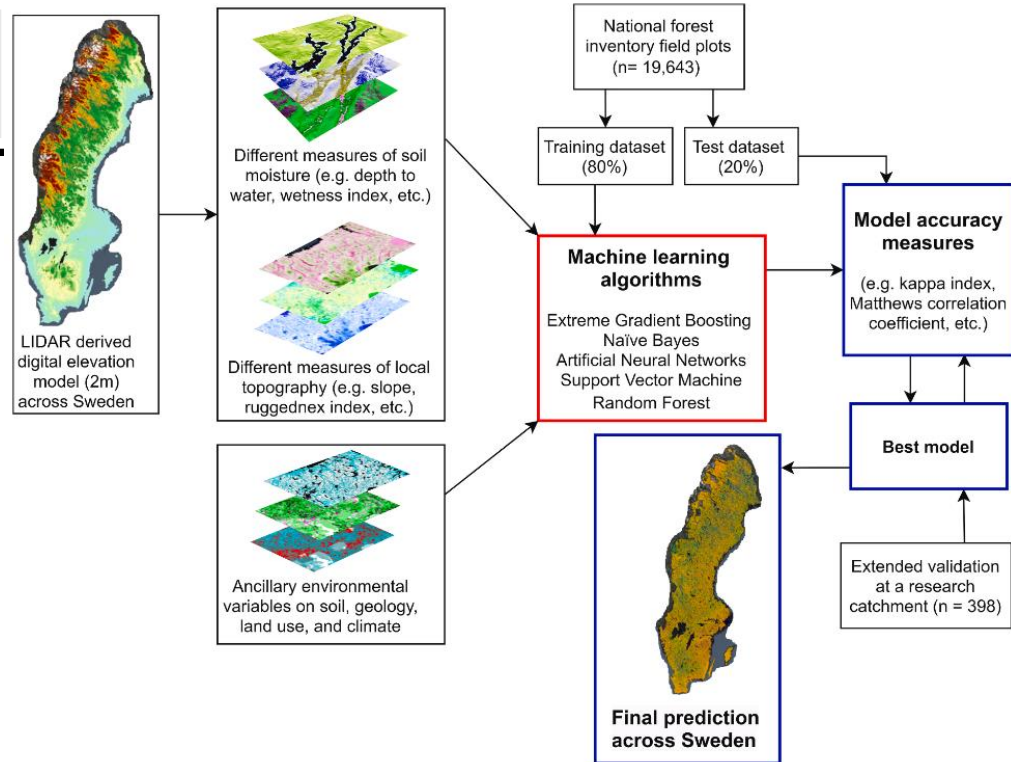 LIDAR derived
digital elevation
model (2m)
across Sweden
Different measures of soil
moisture (e.g. depth to
water, wetness index, etc.)
Different measures of local
topography (e.g. slope,
ruggednex index, etc.)
Ancillary environmental
variables on soil, geology,
land use, and climate
National forest
inventory field plots
(n= 19,643)
Training dataset
(80%)
Test dataset
(20%)
Machine learning
algorithms
Extreme Gradient Boosting
Naïve Bayes
Artificial Neural Networks
Support Vector Machine
Random Forest
Model accuracy
measures
(e.g. kappa index,
Matthews correlation
coefficient, etc.)
Best model
Extended validation
at a research
catchment (n = 398)
Final prediction
across Sweden